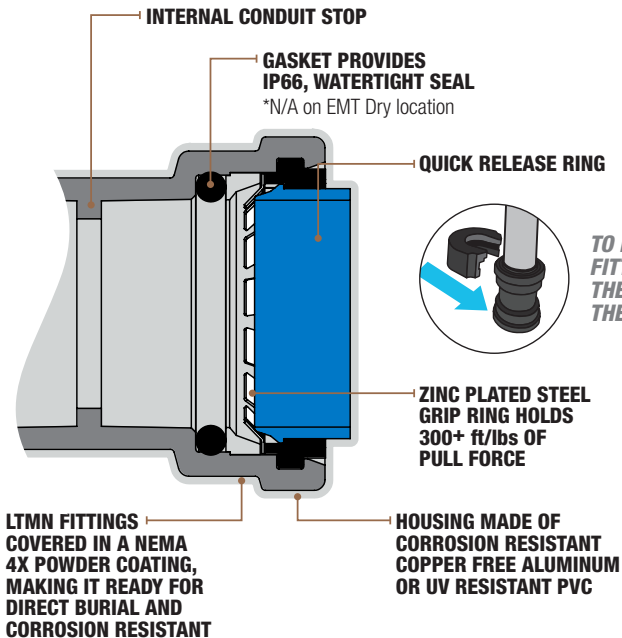 INTERNAL CONDUIT STOP
GASKET PROVIDES
IP66, WATERTIGHT SEAL
*N/A on EMT Dry location
QUICK RELEASE RING
TO
FITT
THE
THE
ZINC PLATED STEEL
GRIP RING HOLDS
300+ ft/lbs OF
PULL FORCE
LTMN FITTINGS
COVERED IN A NEMA
4X POWDER COATING,
MAKING IT READY FOR
DIRECT BURIAL AND
CORROSION RESISTANT
HOUSING MADE OF
CORROSION RESISTANT
COPPER FREE ALUMINUM
OR UV RESISTANT PVC